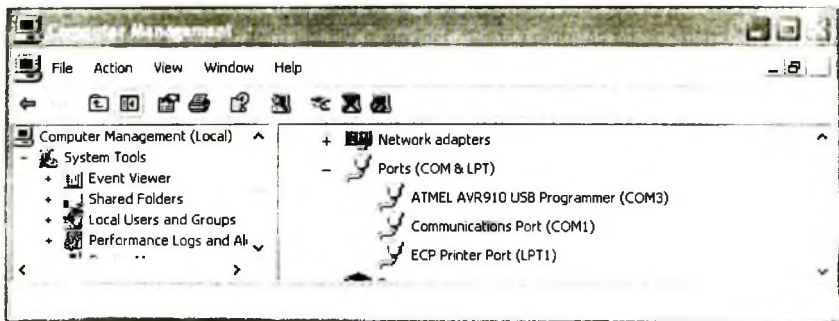 Computer Management
File Action View Window Help
Computer Management (Local)
System Tools
Event Viewer
Shared Folders
Local Users and Groups
Performance Logs and Al
Network adapters
Ports (COM & LPT)
ATMEL AVR910 USB Programmer (COM3)
Communications Port (COM1)
ECP Printer Port (LPT1)